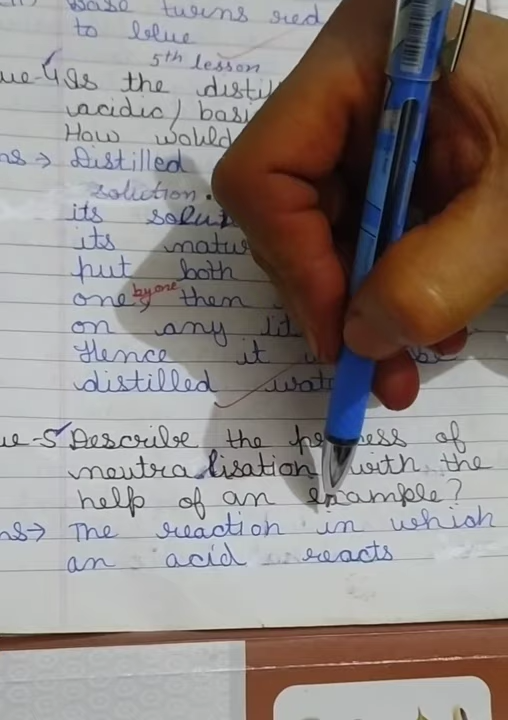 (ii) Base turns red
to blue
5th lesson
ue-4 Is the disti
acidic / basi
How would
ns → Distilled
solution.
its solut
its natu
put both
one by one, then
on any lit
Hence it
distilled wat
ue-5 Describe the process of
neutralisation with the
help of an example?
ns → The reaction in which
an acid reacts